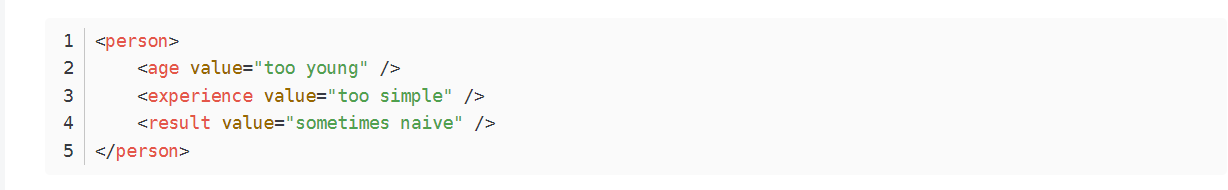 1 <person>
2     <age value="too young" />
3     <experience value="too simple" />
4     <result value="sometimes naive" />
5 </person>